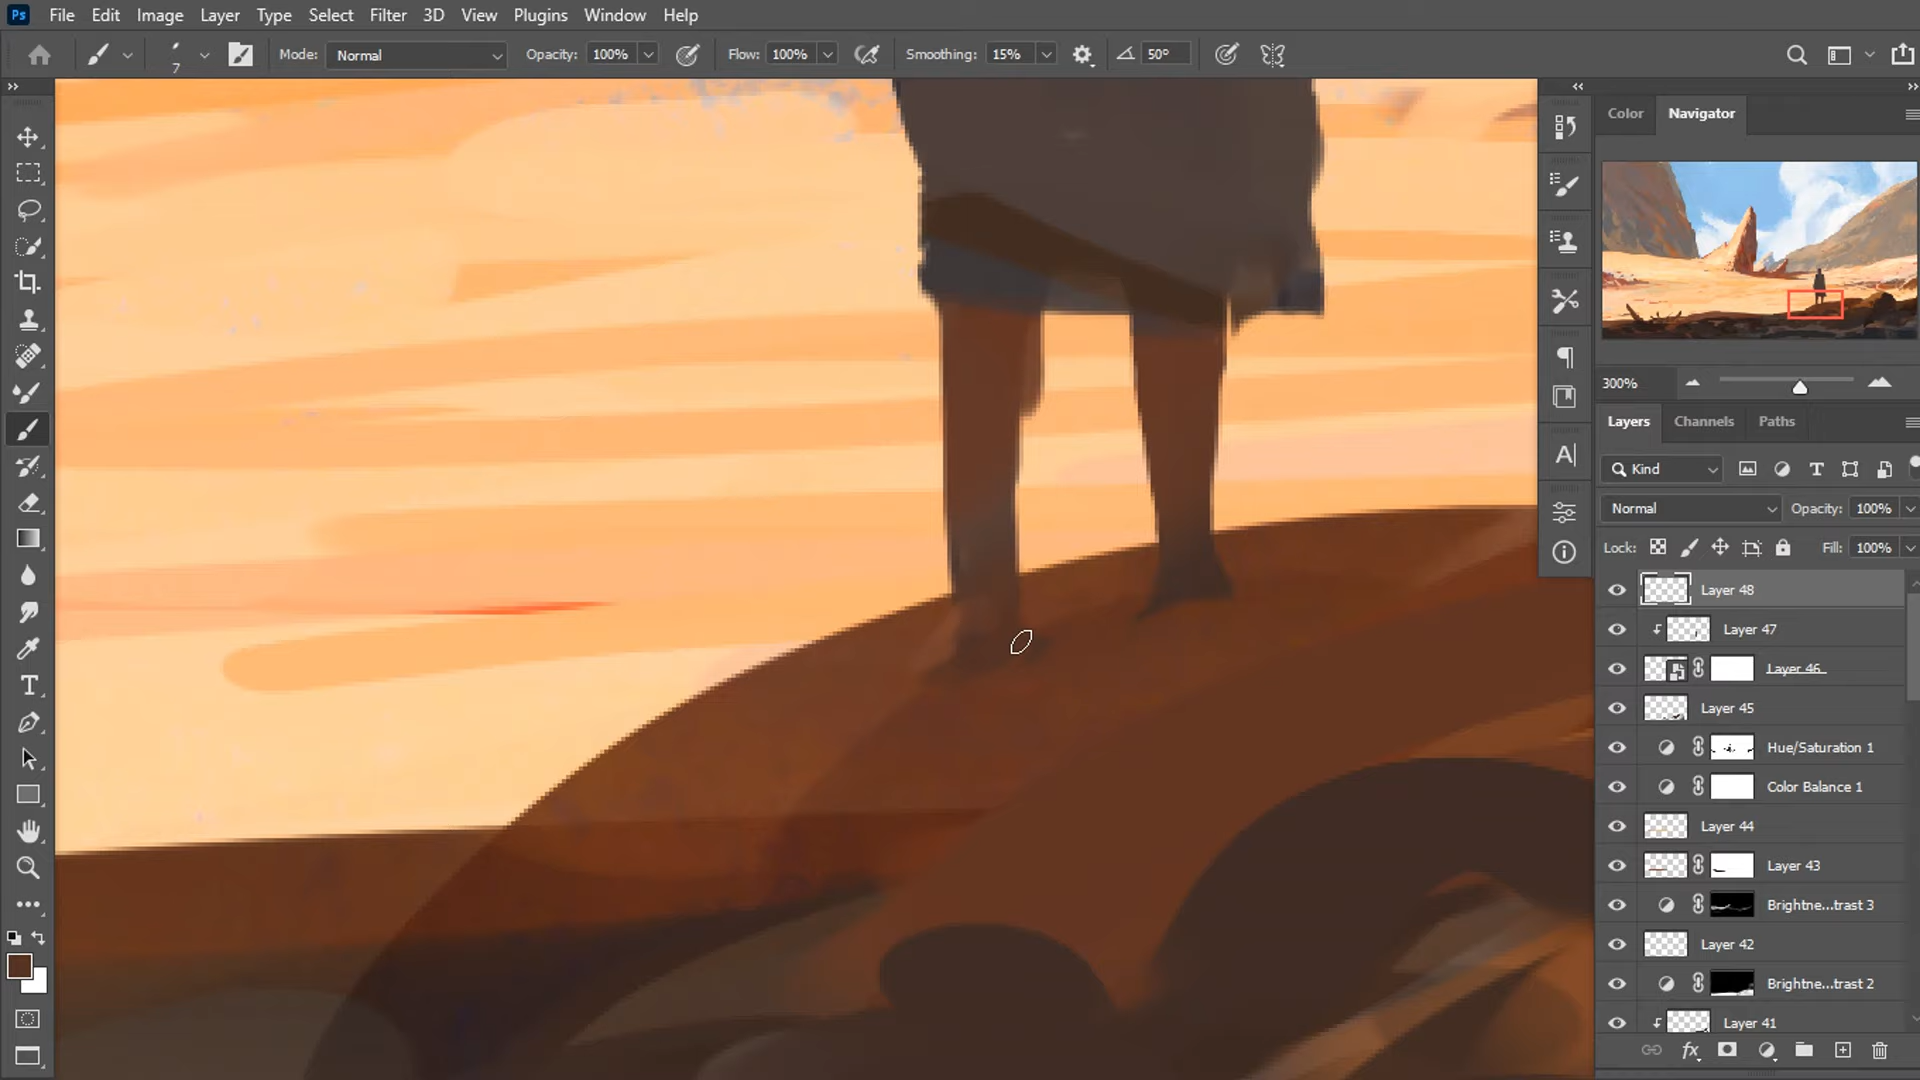 Ps File Edit Image Layer Type Select Filter 3D View Plugins Window Help
7 Mode: Normal Opacity: 100% Flow: 100% Smoothing: 15% 50°
Color Navigator
300%
Layers Channels Paths
Kind
Normal Opacity: 100%
Lock: Fill: 100%
Layer 48
Layer 47
Layer 46
Layer 45
Hue/Saturation 1
Color Balance 1
Layer 44
Layer 43
Brightne...trast 3
Layer 42
Brightne...trast 2
Layer 41
fx